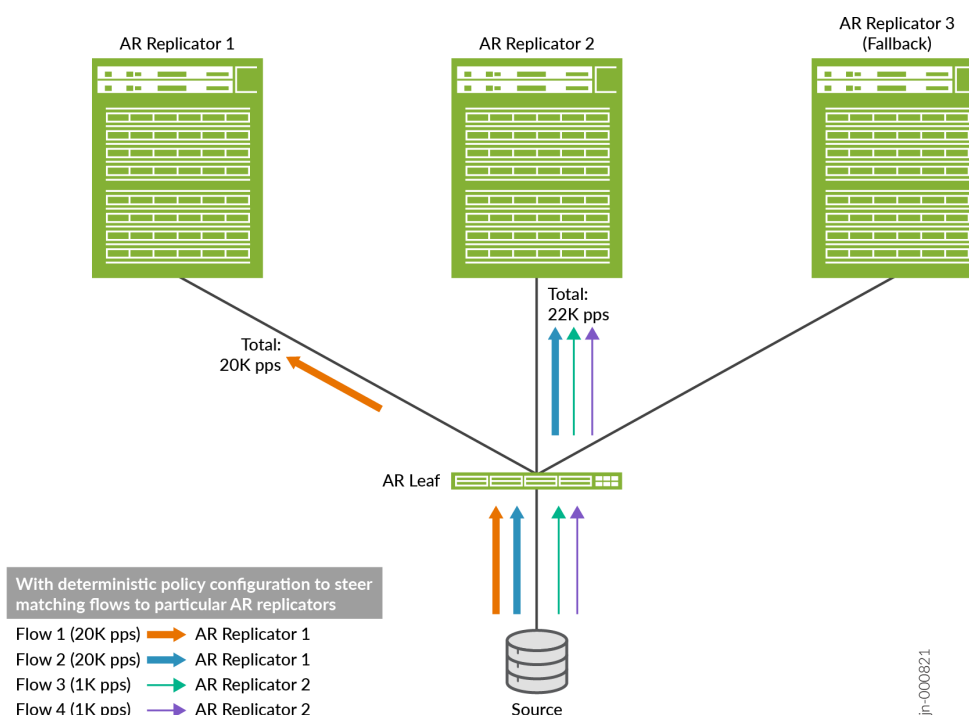 AR Replicator 1
AR Replicator 2
AR Replicator 3
(Fallback)
Total:
22K pps
Total:
20K pps
AR Leaf
With deterministic policy configuration to steer
matching flows to particular AR replicators
Flow 1 (20K pps) AR Replicator 1
Flow 2 (20K pps) AR Replicator 1
Flow 3 (1K pps) AR Replicator 2
Flow 4 (1K pps) AR Replicator 2
Source
jn-000821